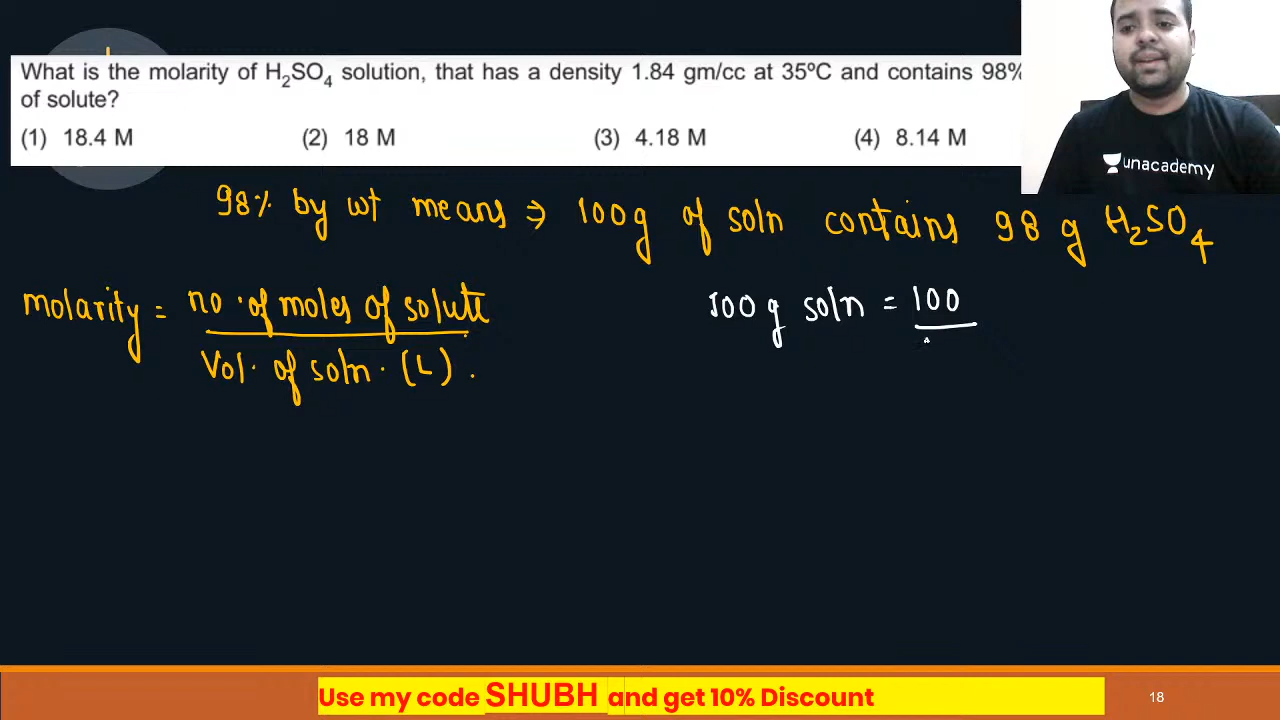 What is the molarity of H2SO4 solution, that has a density 1.84 gm/cc at 35ºC and contains 98%
of solute?
(1) 18.4 M (2) 18 M (3) 4.18 M (4) 8.14 M
unacademy
98% by wt means ⇒ 100g of soln contains 98 g H2SO4
molarity = no. of moles of solute
Vol. of soln. (L).
100g soln = 100
Use my code SHUBH and get 10% Discount
18